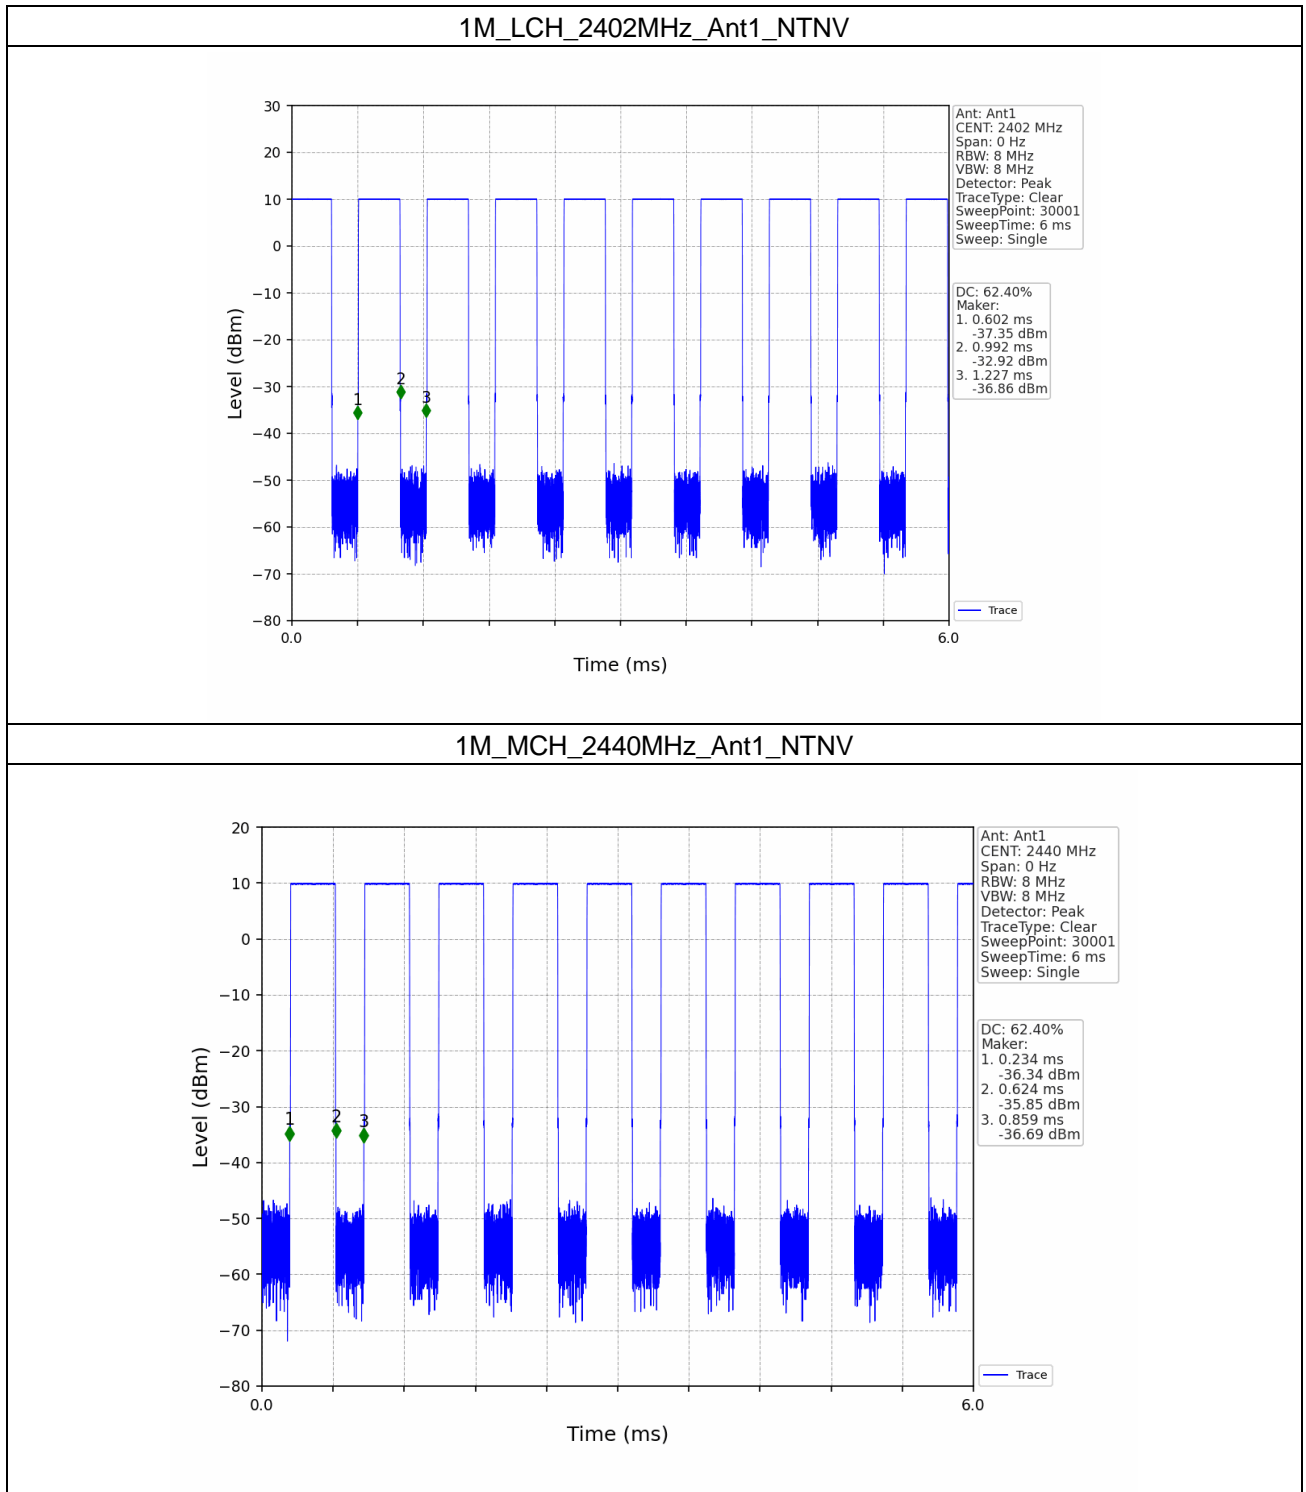 1M_LCH_2402MHz_Ant1_NTNV
30
20
10
0
−10
−20
−30
−40
−50
−60
−70
−80
Level (dBm)
0.0
6.0
Time (ms)
1
2
3
Ant: Ant1
CENT: 2402 MHz
Span: 0 Hz
RBW: 8 MHz
VBW: 8 MHz
Detector: Peak
TraceType: Clear
SweepPoint: 30001
SweepTime: 6 ms
Sweep: Single
DC: 62.40%
Maker:
1. 0.602 ms
-37.35 dBm
2. 0.992 ms
-32.92 dBm
3. 1.227 ms
-36.86 dBm
Trace
1M_MCH_2440MHz_Ant1_NTNV
20
10
0
−10
−20
−30
−40
−50
−60
−70
−80
Level (dBm)
0.0
6.0
Time (ms)
1
2
3
Ant: Ant1
CENT: 2440 MHz
Span: 0 Hz
RBW: 8 MHz
VBW: 8 MHz
Detector: Peak
TraceType: Clear
SweepPoint: 30001
SweepTime: 6 ms
Sweep: Single
DC: 62.40%
Maker:
1. 0.234 ms
-36.34 dBm
2. 0.624 ms
-35.85 dBm
3. 0.859 ms
-36.69 dBm
Trace